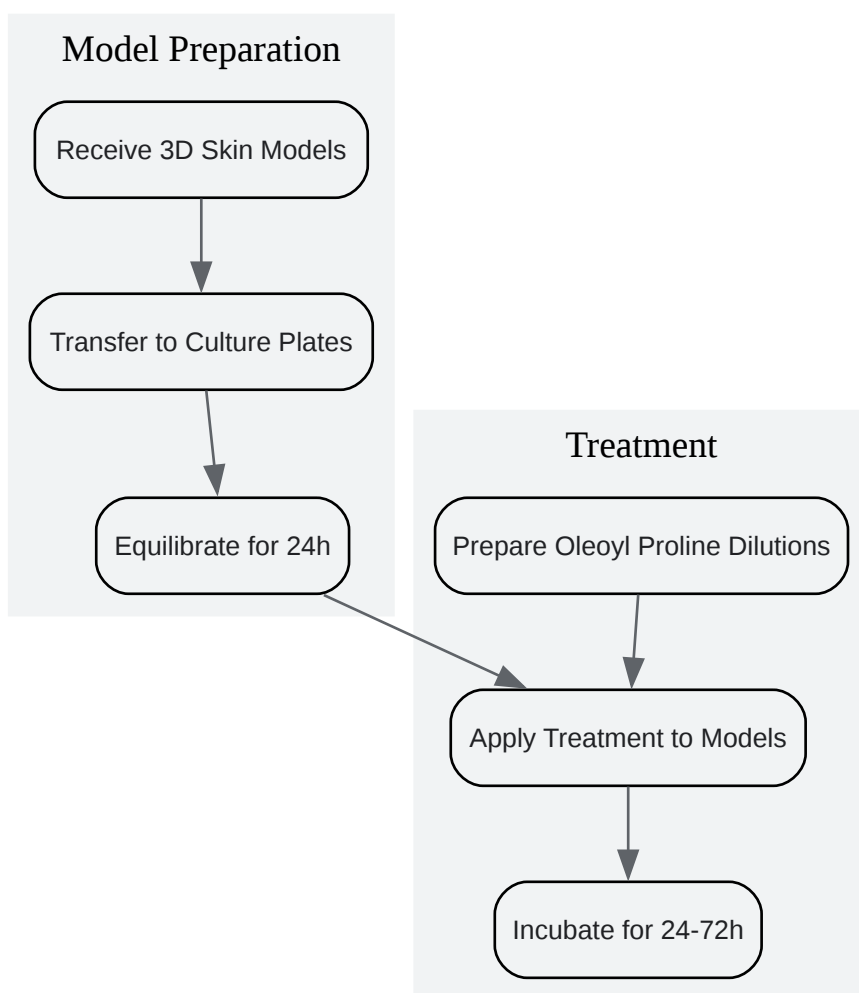 Model Preparation
Receive 3D Skin Models
Transfer to Culture Plates
Equilibrate for 24h
Treatment
Prepare Oleoyl Proline Dilutions
Apply Treatment to Models
Incubate for 24-72h